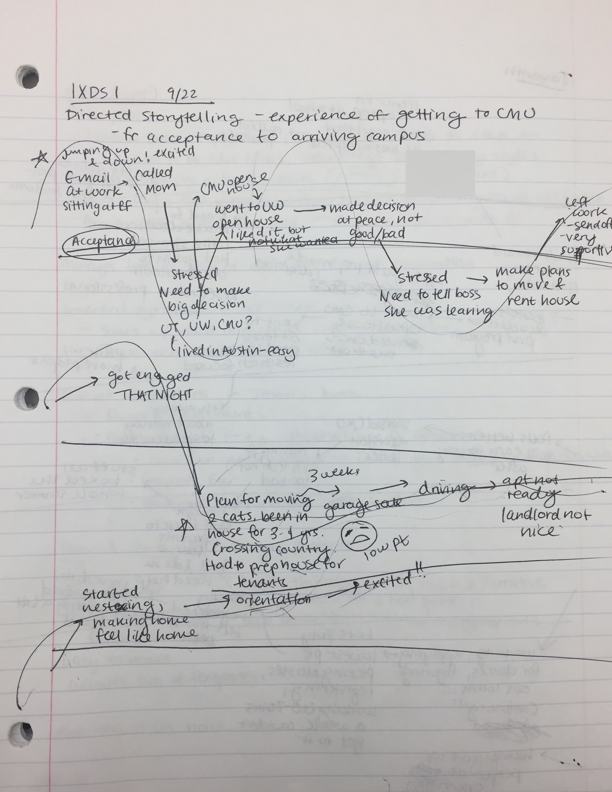 IXDS1 9/22
Directed Storytelling - experience of getting to CMU
- fr acceptance to arriving campus
Jumping up
& down! excited
E-mail
at work
sitting at EF
called
Mom
CMU open
house
went to UW
open house
liked it, but
not what
she wanted
made decision
at peace, not
good/bad
left
work
- send off
- very
supportive
Acceptance
Stressed
Need to make
big decision
UT, UW, CMU?
lived in Austin - easy
Stressed
Need to tell boss
she was leaving
make plans
to move &
rent house
got engaged
THAT NIGHT
3 weeks
Plan for moving
2 cats, been in
house for 3-4 yrs.
Crossing country.
Had to prep house for
tenants
garage sale
low pt
driving
apt not
ready
landlord not
nice
Started
nesting,
making home
feel like home
orientation
excited!!